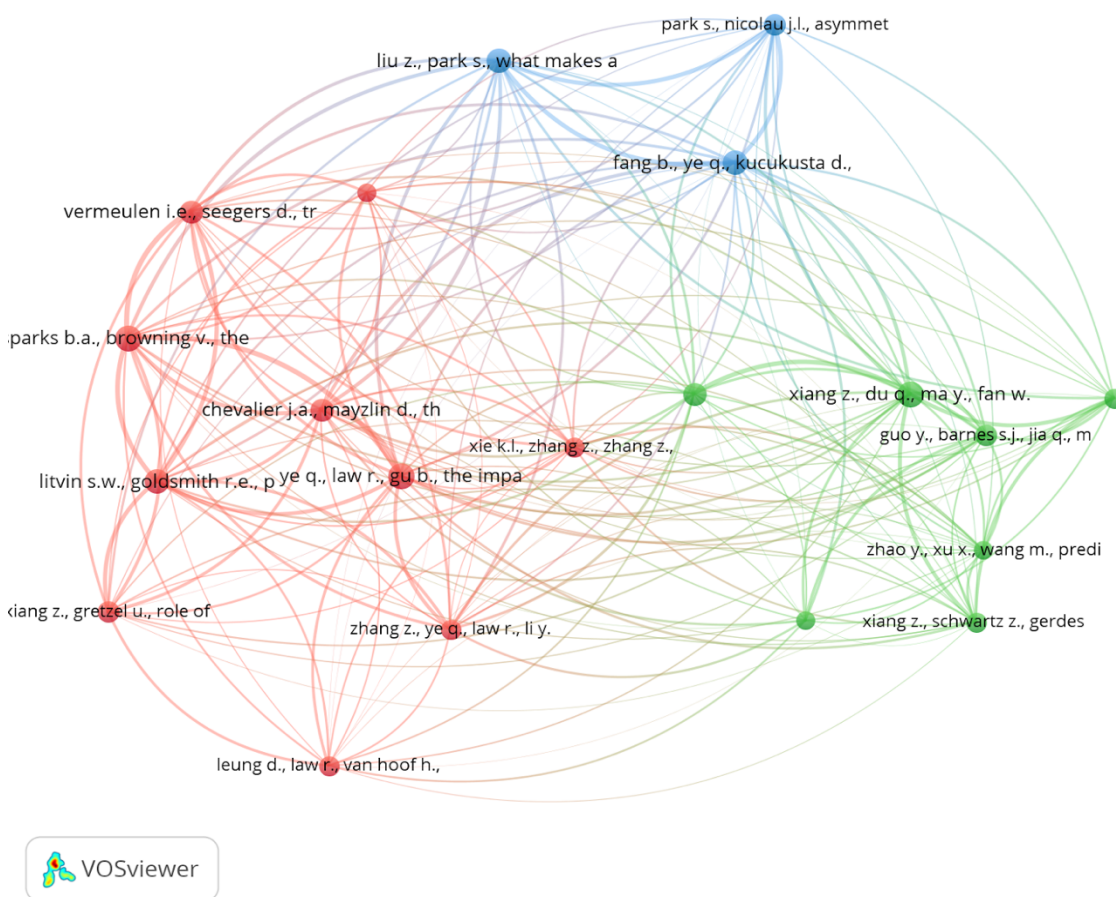 park s., nicolau j.l., asymmet
liu z., park s., what makes a
fang b., ye q., kucukusta d.,
vermeulen i.e., seegers d., tr
parks b.a., browning v., the
xiang z., du q., ma y., fan w.
chevalier j.a., mayzlin d., th
guo y., barnes s.j., jia q., m
xie k.l., zhang z., zhang z.,
litvin s.w., goldsmith r.e., p
ye q., law r., gu b., the impa
zhao y., xu x., wang m., predi
xiang z., gretzel u., role of
zhang z., ye q., law r., li y.
xiang z., schwartz z., gerdes
leung d., law r., van hoof h.,
VOSviewer